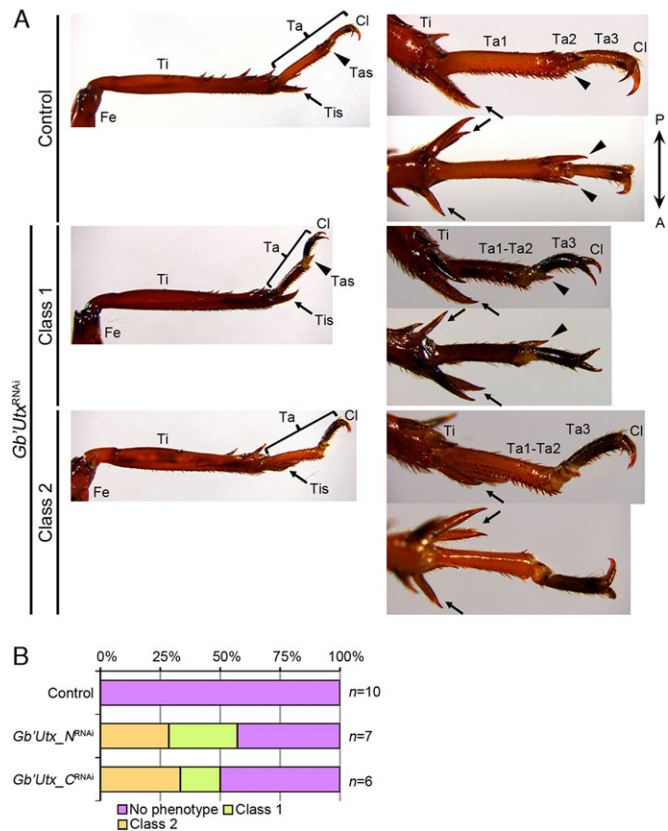 A
Control
Ti
Fe
Ta
Cl
Tas
Tis
Ti
Ta1
Ta2
Ta3
Cl
P
A
Gb'Utx^RNAi
Class 1
Ti
Fe
Ta
Cl
Tas
Tis
Ti
Ta1-Ta2
Ta3
Cl
Class 2
Ti
Fe
Ta
Cl
Tis
Ti
Ta1-Ta2
Ta3
Cl
B
0% 25% 50% 75% 100%
Control n=10
Gb'Utx_N^RNAi n=7
Gb'Utx_C^RNAi n=6
No phenotype Class 1
Class 2